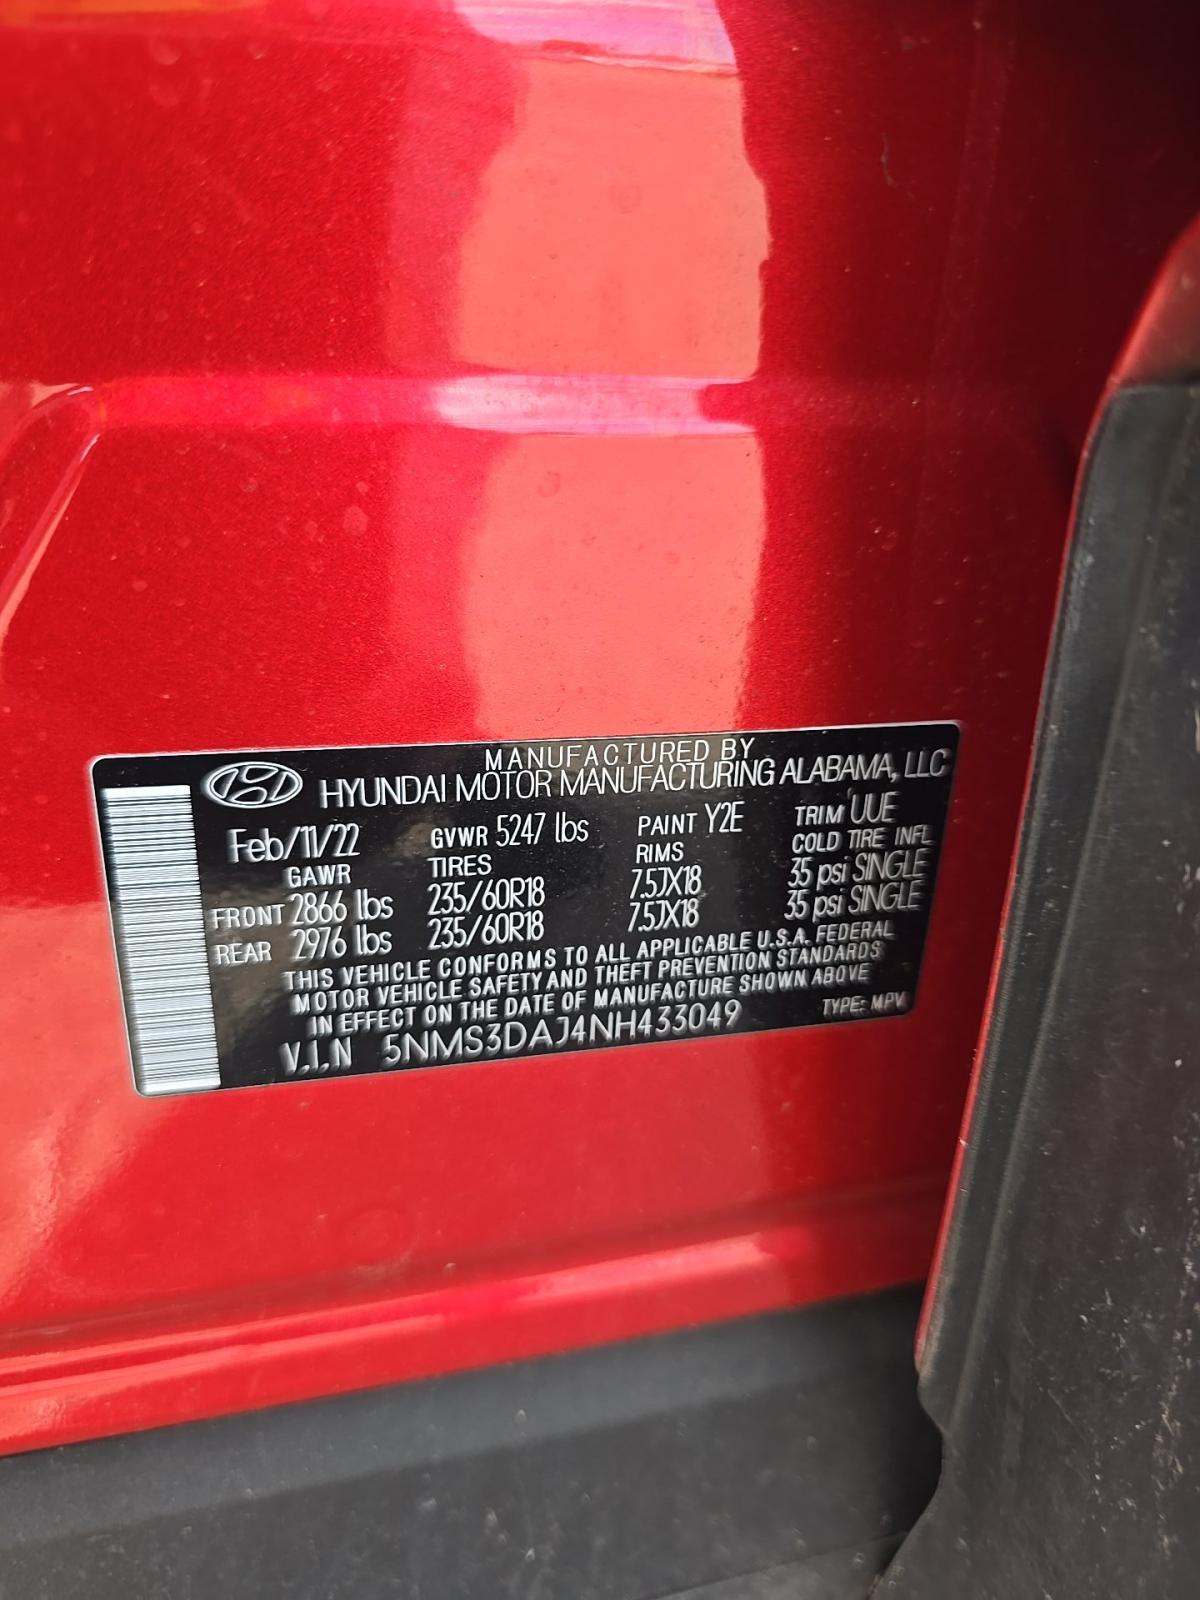 MANUFACTURED BY
HYUNDAI MOTOR MANUFACTURING ALABAMA, LLC
Feb/11/22 GVWR 5247 lbs PAINT Y2E TRIM UUE
GAWR TIRES RIMS COLD TIRE INFL
FRONT 2866 lbs 235/60R18 7.5JX18 35 psi SINGLE
REAR 2976 lbs 235/60R18 7.5JX18 35 psi SINGLE
THIS VEHICLE CONFORMS TO ALL APPLICABLE U.S.A. FEDERAL
MOTOR VEHICLE SAFETY AND THEFT PREVENTION STANDARDS
IN EFFECT ON THE DATE OF MANUFACTURE SHOWN ABOVE
V.I.N 5NMS3DAJ4NH433049 TYPE: MPV